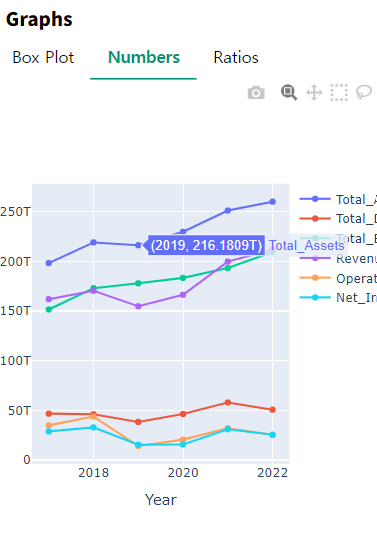 Graphs
Box Plot Numbers Ratios
250T
200T
150T
100T
50T
0
2018 2020 2022
Year
(2019, 216.1809T) Total_Assets
Total_A
Total_D
Total_E
Revenu
Operat
Net_In